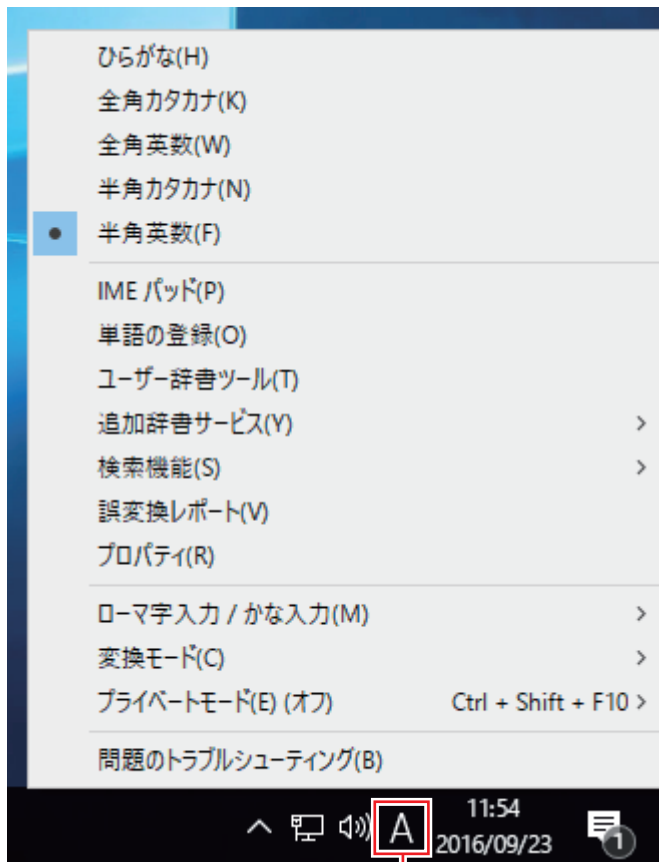 ひらがな(H)
全角カタカナ(K)
全角英数(W)
半角カタカナ(N)
半角英数(F)
IME パッド(P)
単語の登録(O)
ユーザー辞書ツール(T)
追加辞書サービス(Y)
検索機能(S)
誤変換レポート(V)
プロパティ(R)
ローマ字入力 / かな入力(M)
変換モード(C)
プライベートモード(E) (オフ) Ctrl + Shift + F10
問題のトラブルシューティング(B)
A
11:54
2016/09/23
1